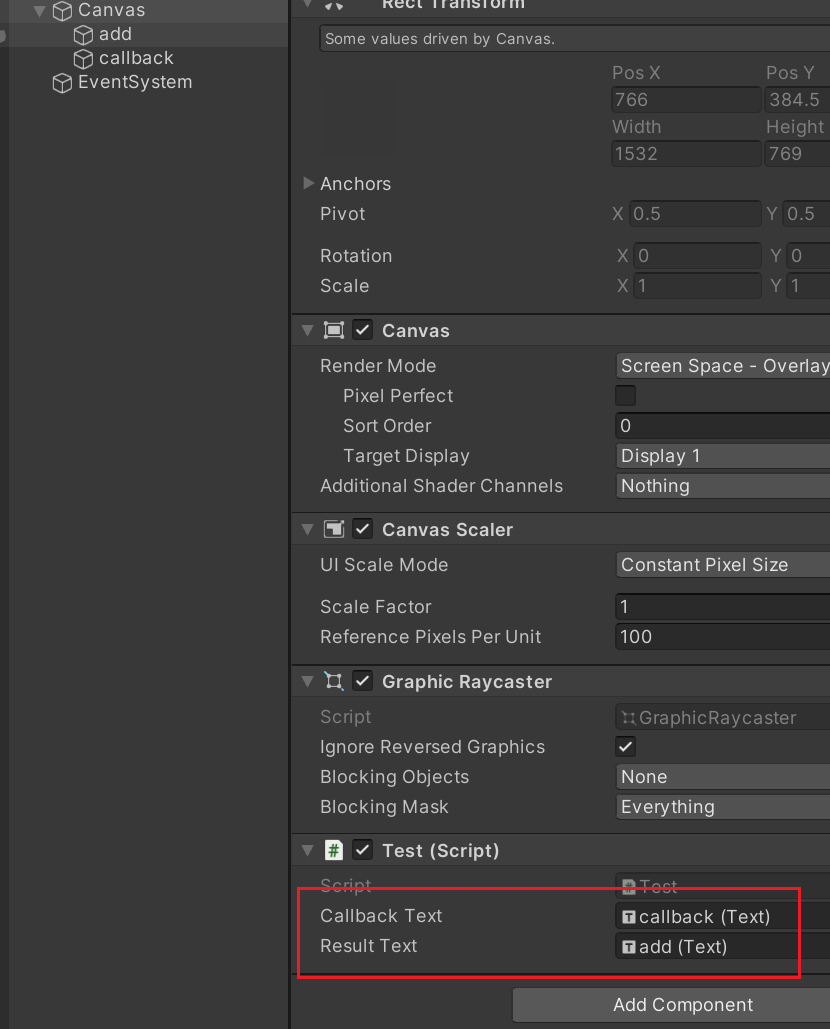 Canvas
add
callback
EventSystem
Rect Transform
Some values driven by Canvas.
Pos X Pos Y
766 384.5
Width Height
1532 769
Anchors
Pivot X 0.5 Y 0.5
Rotation X 0 Y 0
Scale X 1 Y 1
Canvas
Render Mode Screen Space - Overlay
Pixel Perfect
Sort Order 0
Target Display Display 1
Additional Shader Channels Nothing
Canvas Scaler
UI Scale Mode Constant Pixel Size
Scale Factor 1
Reference Pixels Per Unit 100
Graphic Raycaster
Script GraphicRaycaster
Ignore Reversed Graphics
Blocking Objects None
Blocking Mask Everything
# Test (Script)
Script # Test
Callback Text T callback (Text)
Result Text T add (Text)
Add Component